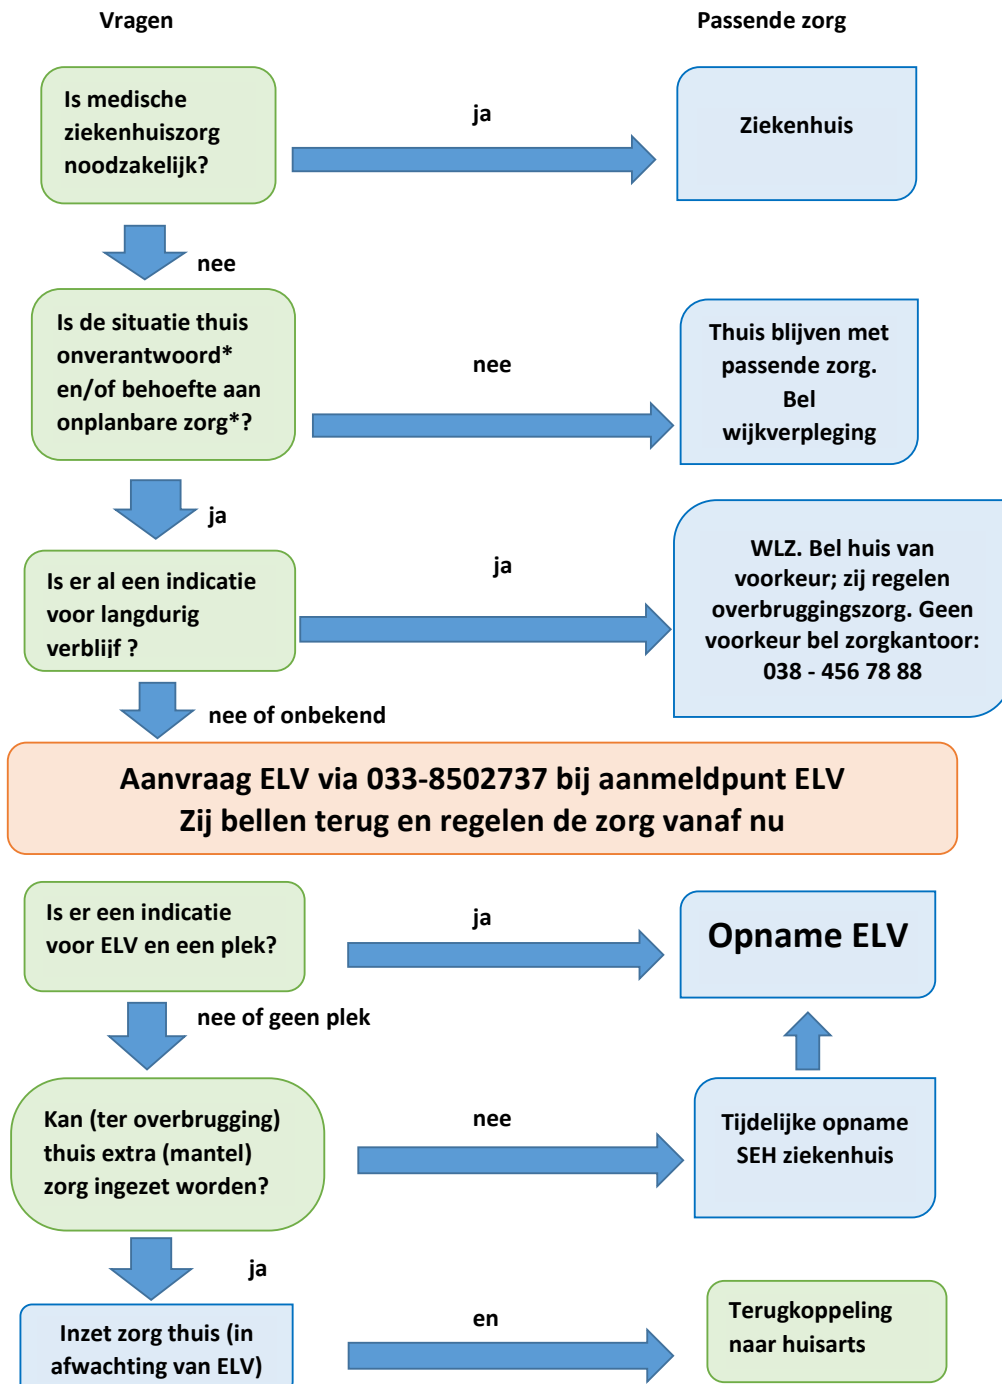 Vragen
Passende zorg
Is medische
ziekenhuiszorg
noodzakelijk?
ja
Ziekenhuis
nee
Is de situatie thuis
onverantwoord*
en/of behoefte aan
onplanbare zorg*?
nee
Thuis blijven met
passende zorg.
Bel
wijkverpleging
ja
Is er al een indicatie
voor langdurig
verblijf ?
ja
WLZ. Bel huis van
voorkeur; zij regelen
overbruggingszorg. Geen
voorkeur bel zorgkantoor:
038 - 456 78 88
nee of onbekend
Aanvraag ELV via 033-8502737 bij aanmeldpunt ELV
Zij bellen terug en regelen de zorg vanaf nu
Is er een indicatie
voor ELV en een plek?
ja
Opname ELV
nee of geen plek
Kan (ter overbrugging)
thuis extra (mantel)
zorg ingezet worden?
nee
Tijdelijke opname
SEH ziekenhuis
ja
Inzet zorg thuis (in
afwachting van ELV)
en
Terugkoppeling
naar huisarts